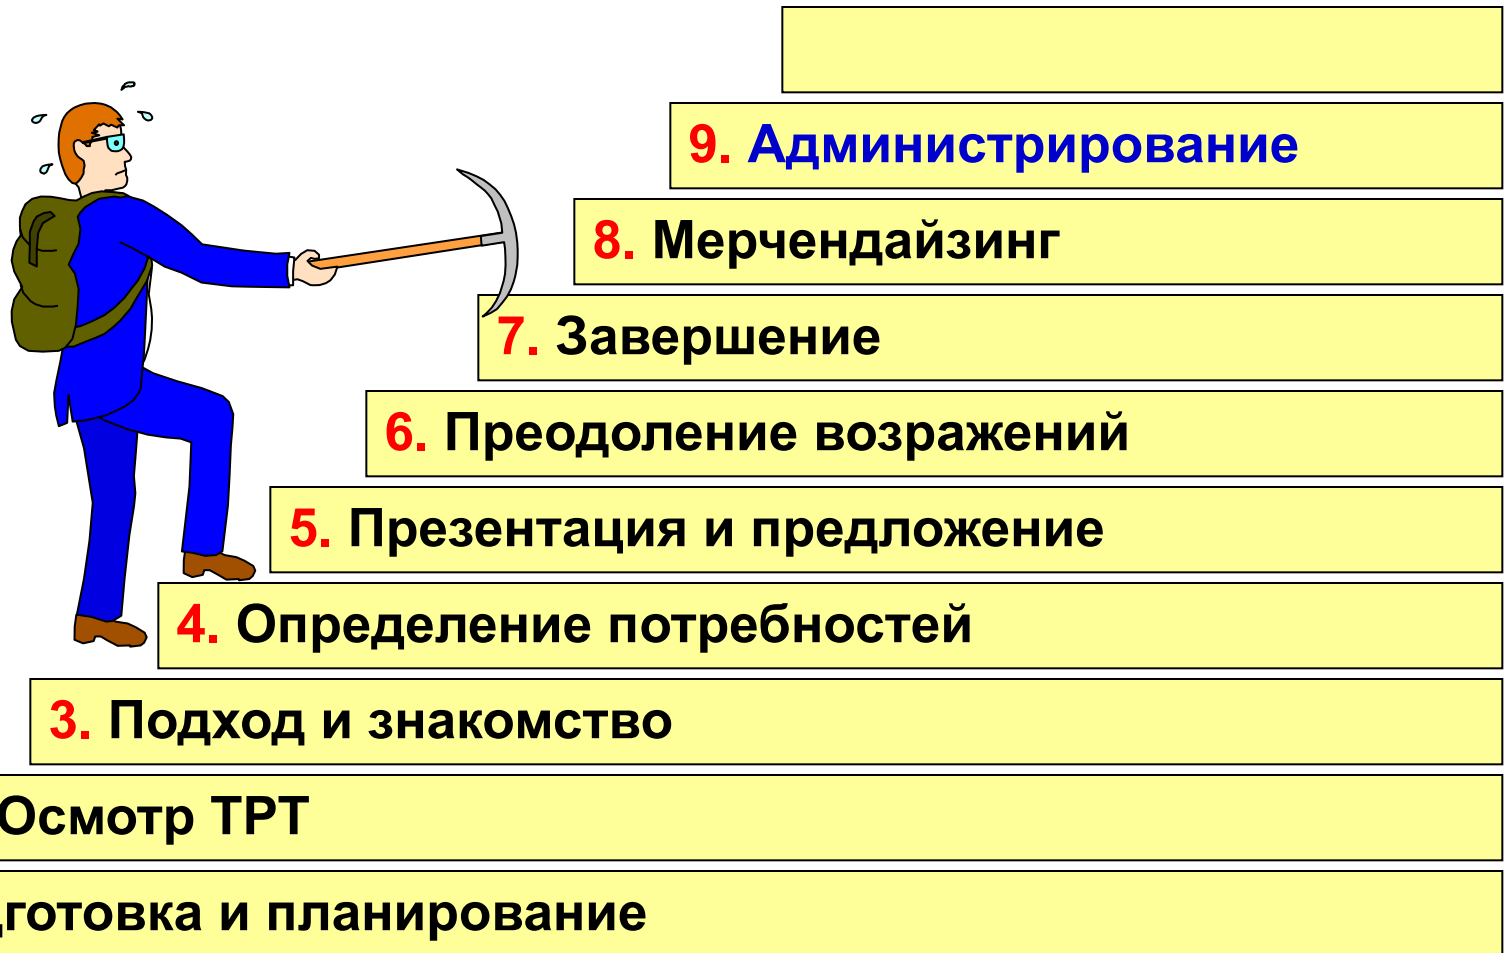 9. Администрирование
8. Мерчендайзинг
7. Завершение
6. Преодоление возражений
5. Презентация и предложение
4. Определение потребностей
3. Подход и знакомство
Осмотр ТРТ
готовка и планирование